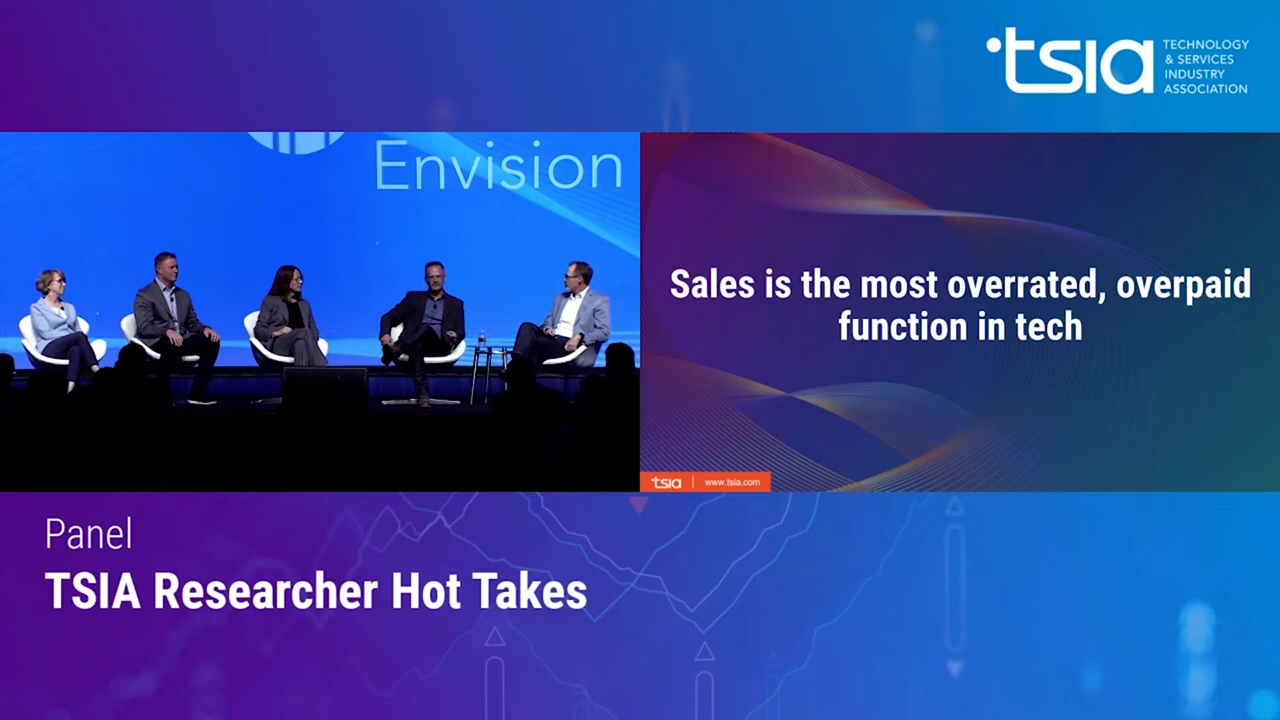 tsia
TECHNOLOGY
& SERVICES
INDUSTRY
ASSOCIATION
Envision
Sales is the most overrated, overpaid
function in tech
tsia | www.tsia.com
Panel
TSIA Researcher Hot Takes